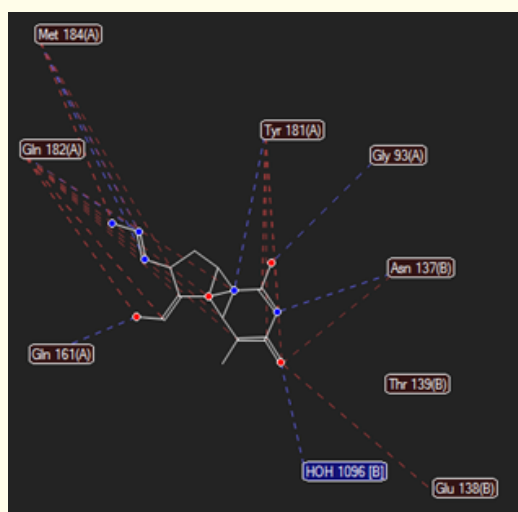 Met 184(A)
Tyr 181(A)
Gln 182(A)
Gly 93(A)
Asn 137(B)
Gln 161(A)
Thr 139(B)
HOH 1096 [B]
Glu 138(B)